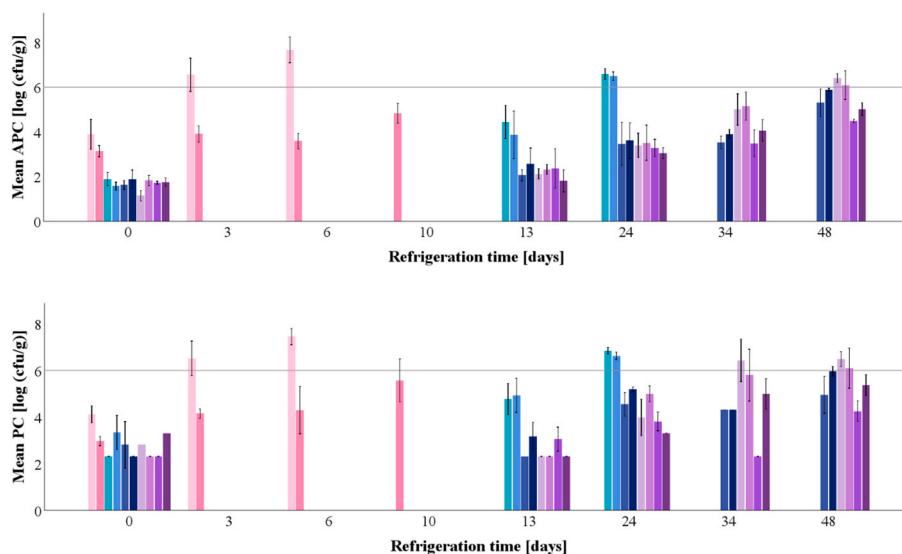 Mean APC [log (cfu/g)]
8
6
4
2
0
0 3 6 10 13 24 34 48
Refrigeration time [days]
Mean PC [log (cfu/g)]
8
6
4
2
0
0 3 6 10 13 24 34 48
Refrigeration time [days]